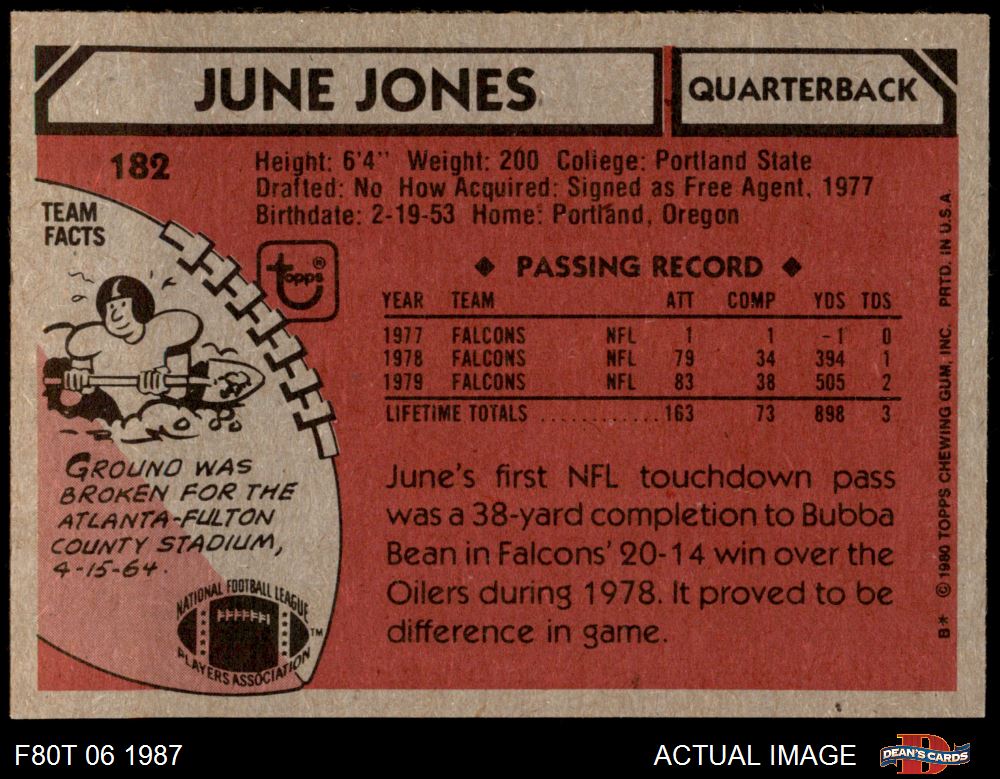 JUNE JONES
QUARTERBACK
182
Height: 6'4" Weight: 200 College: Portland State
Drafted: No How Acquired: Signed as Free Agent, 1977
Birthdate: 2-19-53 Home: Portland, Oregon
TEAM
FACTS
topps ®
◆ PASSING RECORD ◆
YEAR TEAM ATT COMP YDS TDS
1977 FALCONS NFL 1 1 -1 0
1978 FALCONS NFL 79 34 394 1
1979 FALCONS NFL 83 38 505 2
LIFETIME TOTALS ............ 163 73 898 3
GROUND WAS
BROKEN FOR THE
ATLANTA-FULTON
COUNTY STADIUM,
4-15-64.
June's first NFL touchdown pass
was a 38-yard completion to Bubba
Bean in Falcons' 20-14 win over the
Oilers during 1978. It proved to be
difference in game.
NATIONAL FOOTBALL LEAGUE
PLAYERS ASSOCIATION ™
B* © 1980 TOPPS CHEWING GUM, INC. PRTD. IN U.S.A.
F80T 06 1987
ACTUAL IMAGE
DEAN'S CARDS